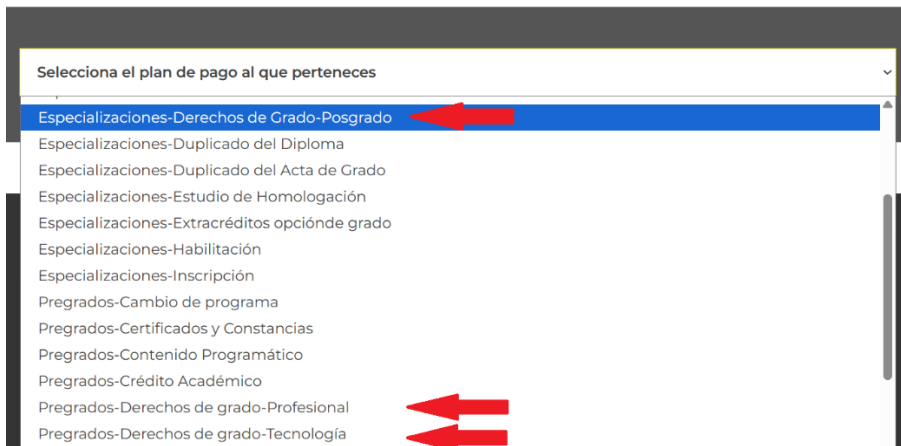 Selecciona el plan de pago al que perteneces
Especializaciones-Derechos de Grado-Posgrado
Especializaciones-Duplicado del Diploma
Especializaciones-Duplicado del Acta de Grado
Especializaciones-Estudio de Homologación
Especializaciones-Extracréditos opciónde grado
Especializaciones-Habilitación
Especializaciones-Inscripción
Pregrados-Cambio de programa
Pregrados-Certificados y Constancias
Pregrados-Contenido Programático
Pregrados-Crédito Académico
Pregrados-Derechos de grado-Profesional
Pregrados-Derechos de grado-Tecnología